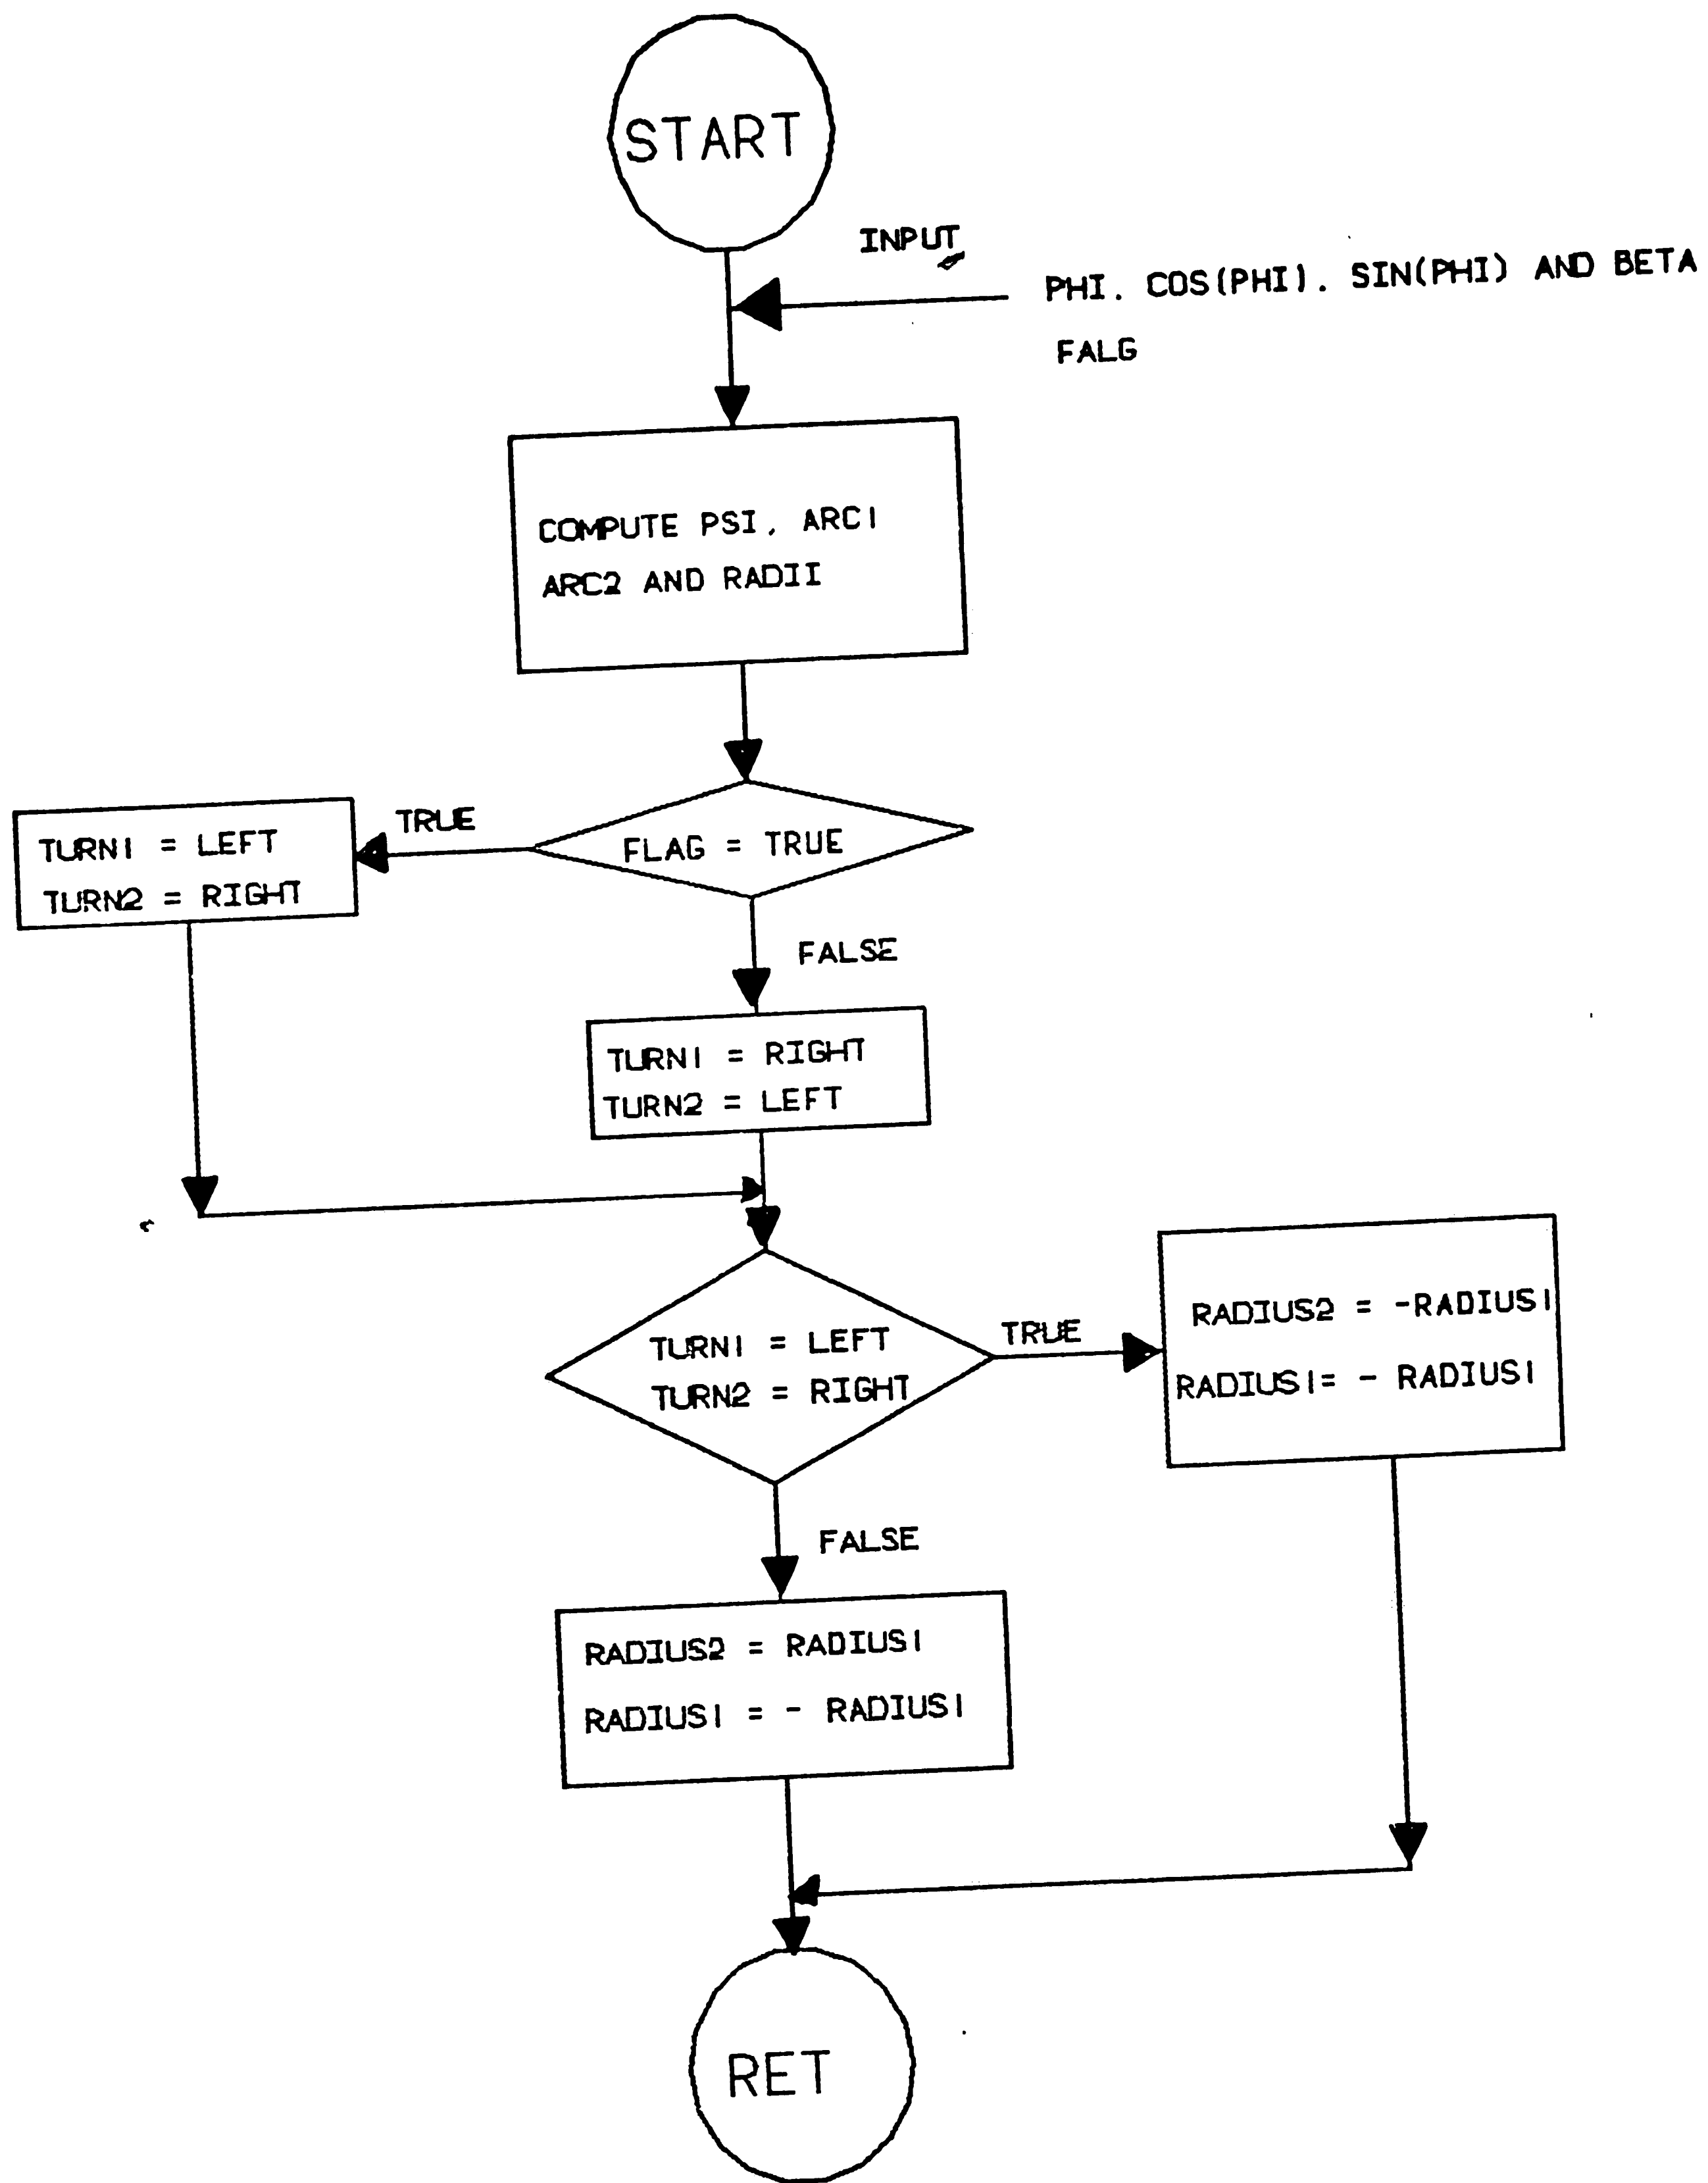 START
INPUT
PHI. COS(PHI). SIN(PHI) AND BETA
FALG
COMPUTE PSI, ARC1
ARC2 AND RADII
FLAG = TRUE
TRUE
TURN1 = LEFT
TURN2 = RIGHT
FALSE
TURN1 = RIGHT
TURN2 = LEFT
TURN1 = LEFT
TURN2 = RIGHT
TRUE
RADIUS2 = -RADIUS1
RADIUS1= - RADIUS1
FALSE
RADIUS2 = RADIUS1
RADIUS1 = - RADIUS1
RET